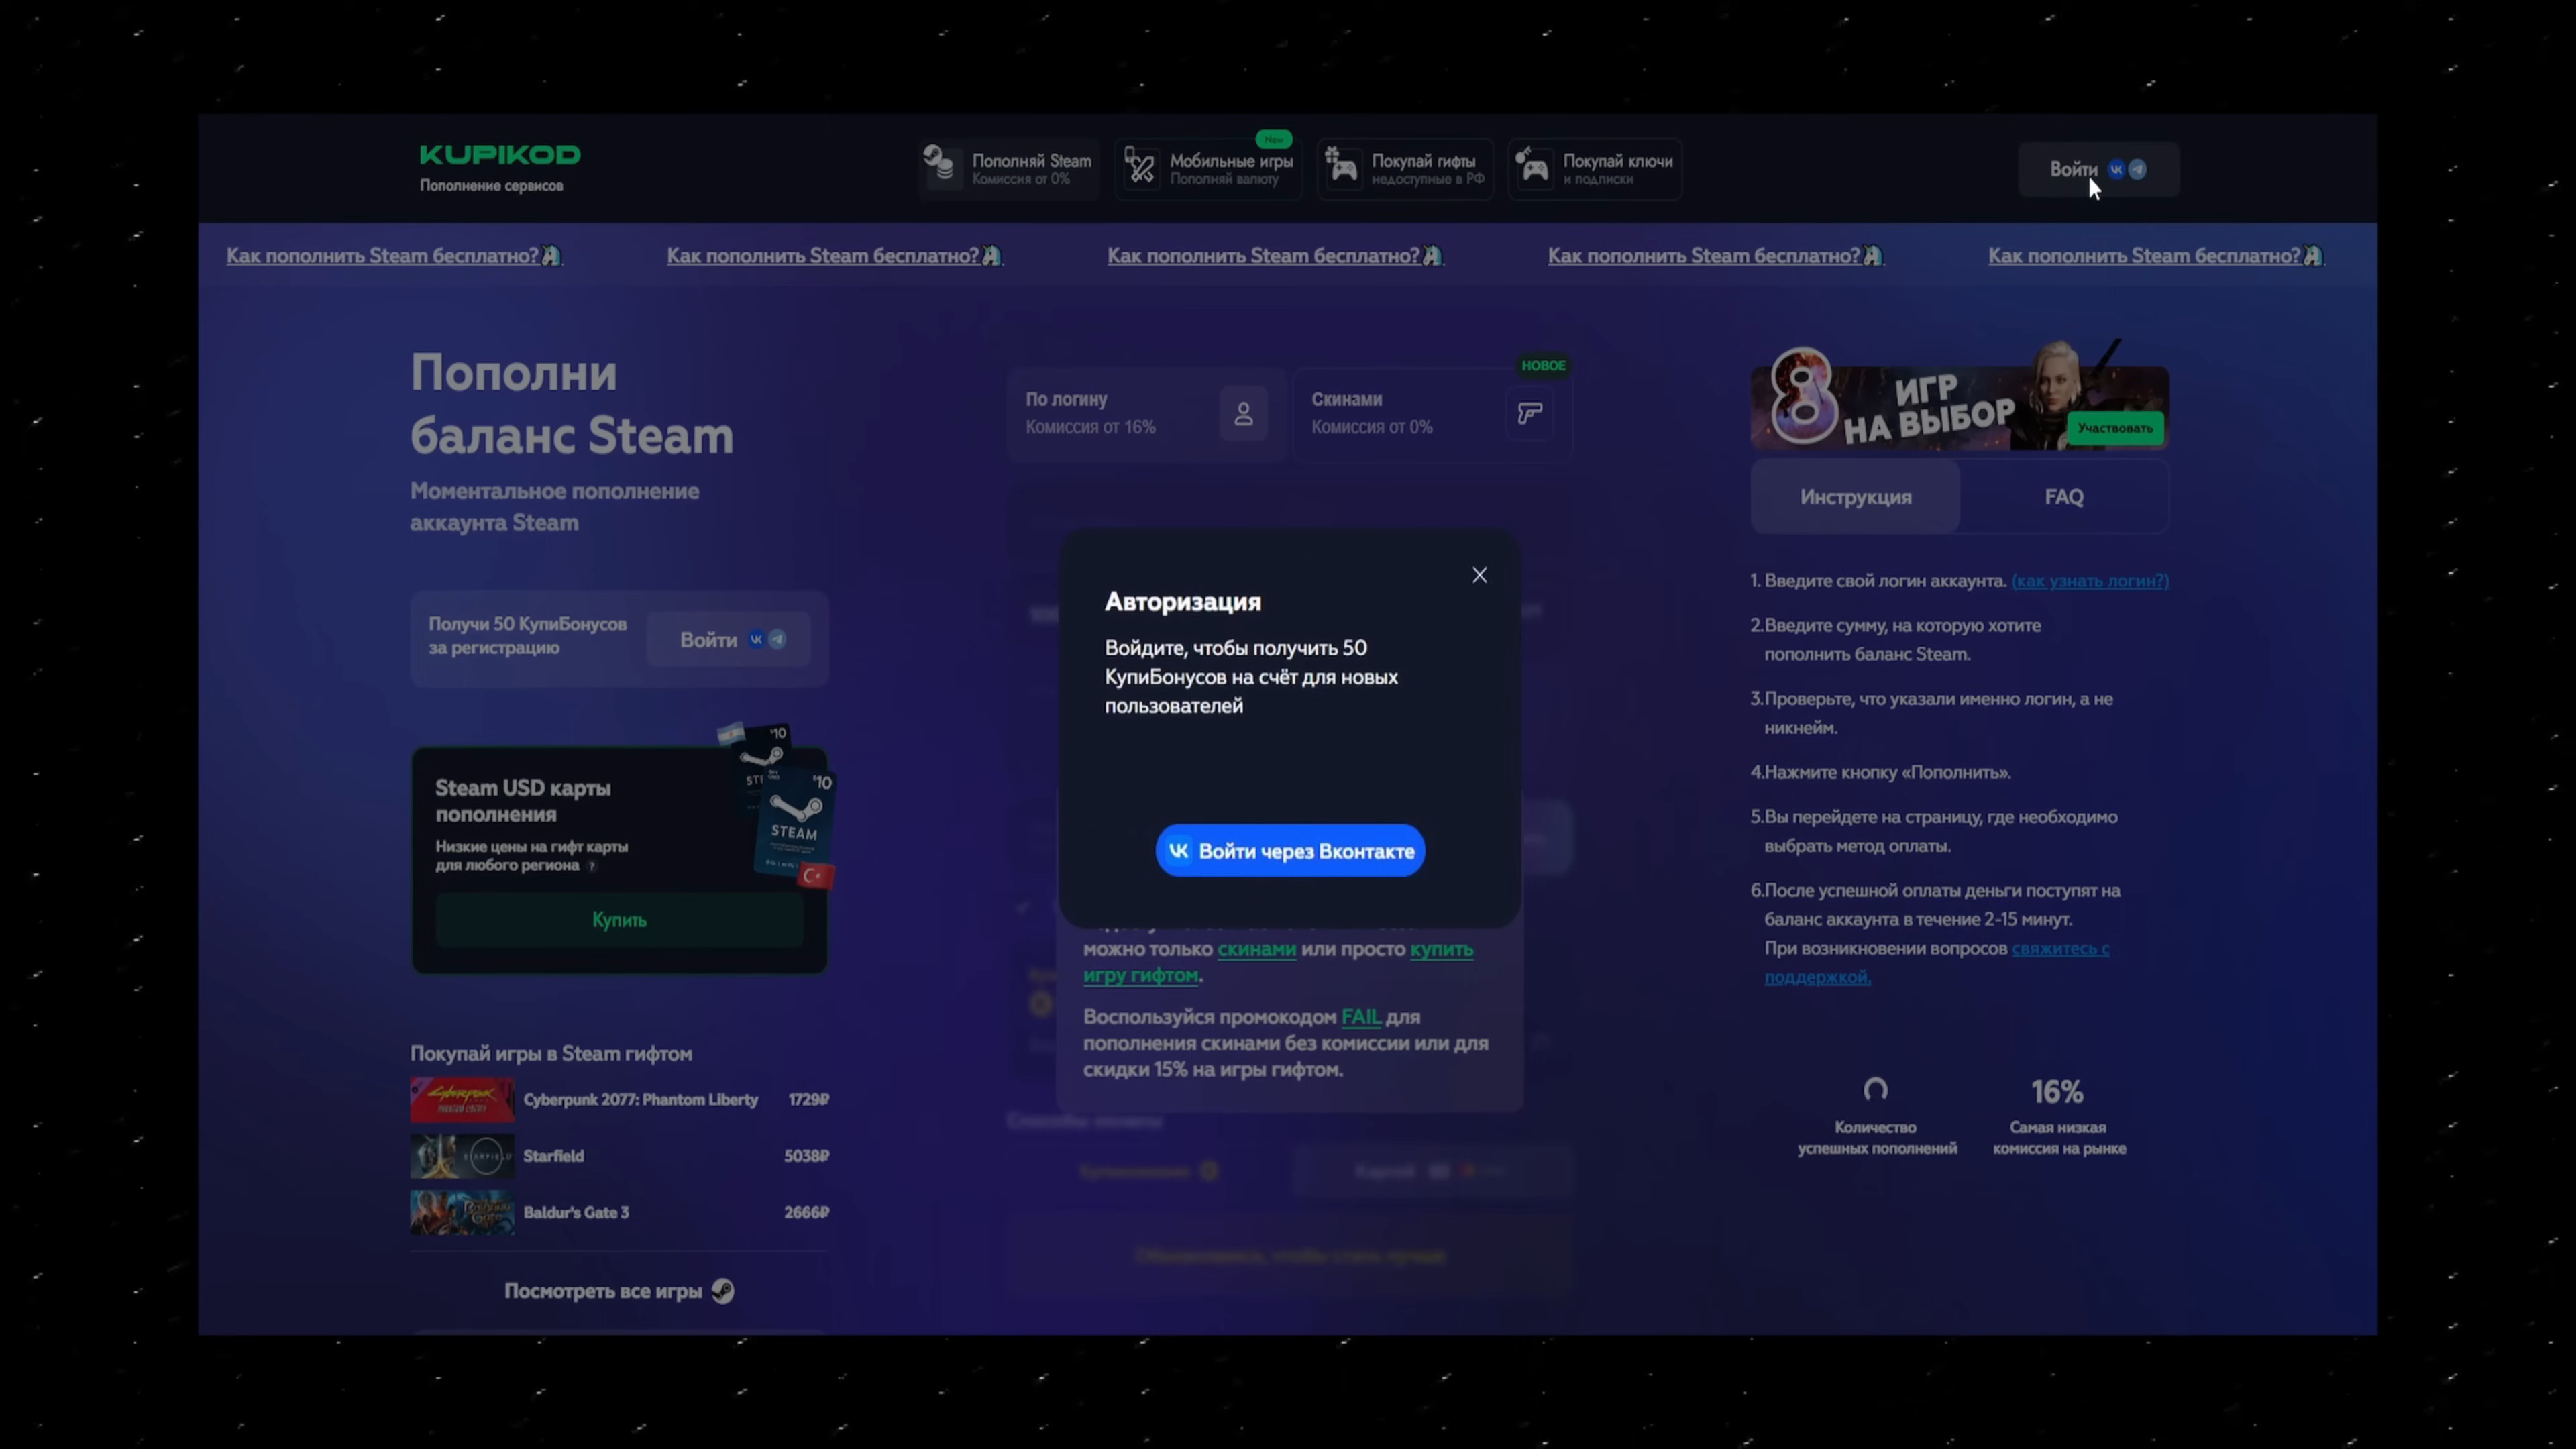 KUPIKOD
Пополнение сервисов
Пополняй Steam
Комиссия от 0%
New
Мобильные игры
Пополняй валюту
Покупай гифты
недоступные в РФ
Покупай ключи
и подписки
Войти
Как пополнить Steam бесплатно?
Как пополнить Steam бесплатно?
Как пополнить Steam бесплатно?
Как пополнить Steam бесплатно?
Как пополнить Steam бесплатно?
Пополни
баланс Steam
Моментальное пополнение
аккаунта Steam
Получи 50 КупиБонусов
за регистрацию
Войти
Steam USD карты
пополнения
Низкие цены на гифт карты
для любого региона ?
$10
$10
STEAM
Купить
Покупай игры в Steam гифтом
Cyberpunk 2077: Phantom Liberty 1729₽
Starfield 5038₽
Baldur's Gate 3 2666₽
Посмотреть все игры
По логину
Комиссия от 16%
НОВОЕ
Скинами
Комиссия от 0%
Авторизация
Войдите, чтобы получить 50
КупиБонусов на счёт для новых
пользователей
Войти через Вконтакте
можно только скинами или просто купить
игру гифтом.
Воспользуйся промокодом FAIL для
пополнения скинами без комиссии или для
скидки 15% на игры гифтом.
8 ИГР
НА ВЫБОР
Участвовать
Инструкция
FAQ
1. Введите свой логин аккаунта. (как узнать логин?)
2.Введите сумму, на которую хотите
пополнить баланс Steam.
3.Проверьте, что указали именно логин, а не
никнейм.
4.Нажмите кнопку «Пополнить».
5.Вы перейдете на страницу, где необходимо
выбрать метод оплаты.
6.После успешной оплаты деньги поступят на
баланс аккаунта в течение 2-15 минут.
При возникновении вопросов свяжитесь с
поддержкой.
Количество
успешных пополнений
16%
Самая низкая
комиссия на рынке